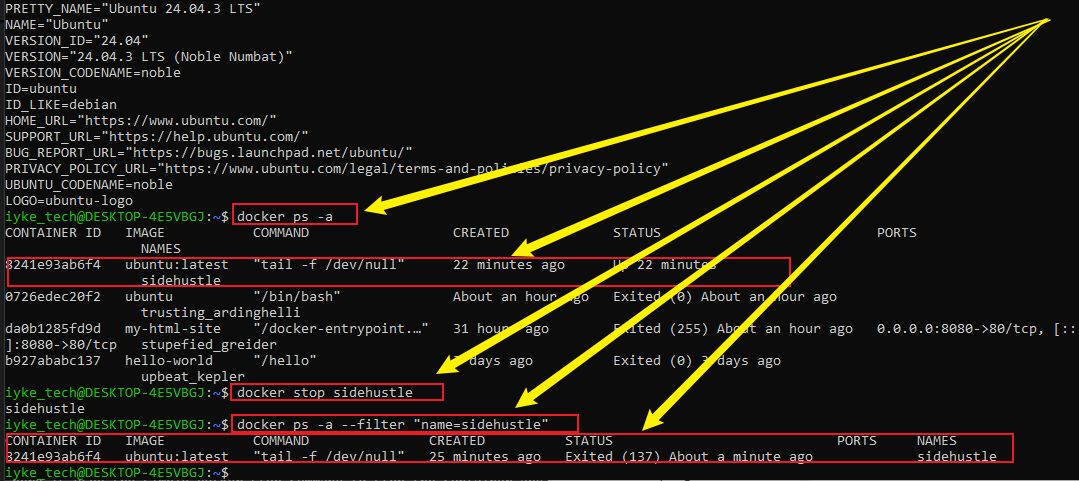 PRETTY_NAME="Ubuntu 24.04.3 LTS"
NAME="Ubuntu"
VERSION_ID="24.04"
VERSION="24.04.3 LTS (Noble Numbat)"
VERSION_CODENAME=noble
ID=ubuntu
ID_LIKE=debian
HOME_URL="https://www.ubuntu.com/"
SUPPORT_URL="https://help.ubuntu.com/"
BUG_REPORT_URL="https://bugs.launchpad.net/ubuntu/"
PRIVACY_POLICY_URL="https://www.ubuntu.com/legal/terms-and-policies/privacy-policy"
UBUNTU_CODENAME=noble
LOGO=ubuntu-logo
iyke_tech@DESKTOP-4E5VBGJ:~$ docker ps -a
CONTAINER ID   IMAGE           COMMAND                  CREATED             STATUS                           PORTS
                 NAMES
8241e93ab6f4   ubuntu:latest   "tail -f /dev/null"      22 minutes ago      Up 22 minutes
                 sidehustle
0726edec20f2   ubuntu          "/bin/bash"              About an hour ago   Exited (0) About an hour ago
                 trusting_ardinghelli
da0b1285fd9d   my-html-site    "/docker-entrypoint.…"   31 hours ago        Exited (255) About an hour ago   0.0.0.0:8080->80/tcp, [::
]:8080->80/tcp   stupefied_greider
b927ababc137   hello-world     "/hello"                 days ago          Exited (0) days ago
                 upbeat_kepler
iyke_tech@DESKTOP-4E5VBGJ:~$ docker stop sidehustle
sidehustle
iyke_tech@DESKTOP-4E5VBGJ:~$ docker ps -a --filter "name=sidehustle"
CONTAINER ID   IMAGE           COMMAND               CREATED          STATUS                            PORTS     NAMES
8241e93ab6f4   ubuntu:latest   "tail -f /dev/null"   25 minutes ago   Exited (137) About a minute ago             sidehustle
iyke_tech@DESKTOP-4E5VBGJ:~$